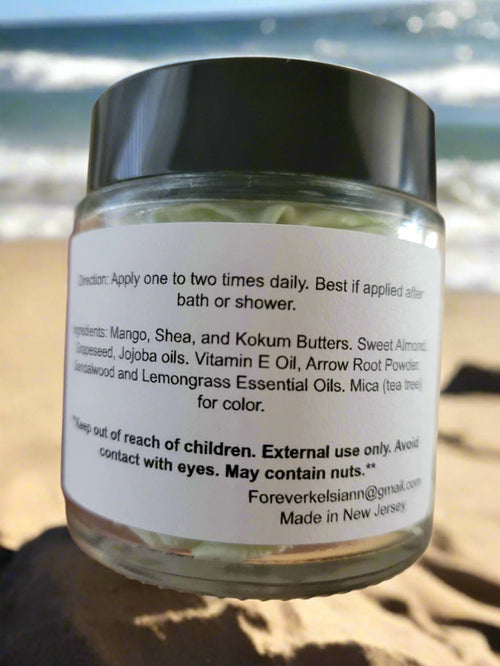 Direction: Apply one to two times daily. Best if applied after
bath or shower.
Ingredients: Mango, Shea, and Kokum Butters. Sweet Almond,
Grapeseed, Jojoba oils. Vitamin E Oil, Arrow Root Powder.
Sandalwood and Lemongrass Essential Oils. Mica (tea tree)
for color.
**Keep out of reach of children. External use only. Avoid
contact with eyes. May contain nuts.**
Foreverkelsiann@gmail.com
Made in New Jersey